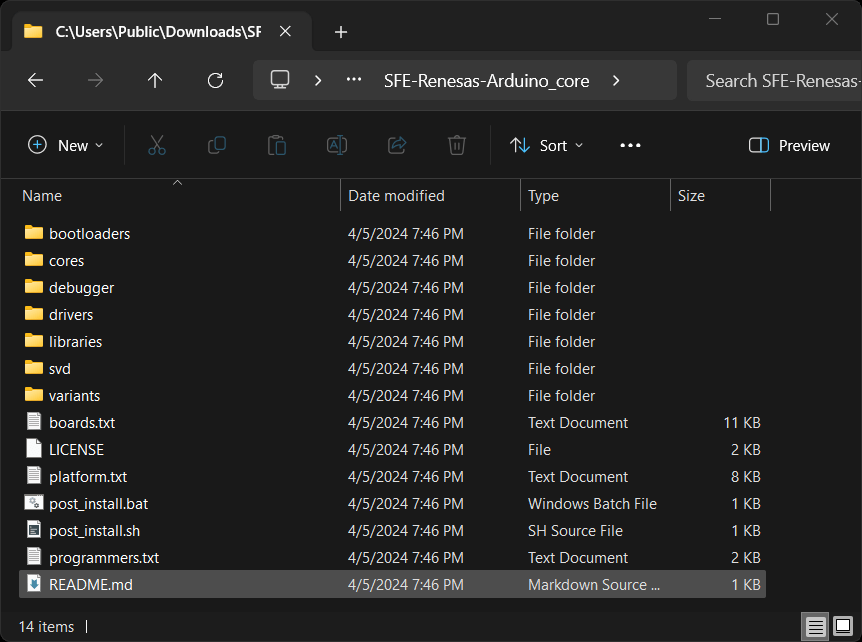 C:\Users\Public\Downloads\SF
SFE-Renesas-Arduino_core
Search SFE-Renesas-
New
Sort
Preview
Name Date modified Type Size
bootloaders 4/5/2024 7:46 PM File folder
cores 4/5/2024 7:46 PM File folder
debugger 4/5/2024 7:46 PM File folder
drivers 4/5/2024 7:46 PM File folder
libraries 4/5/2024 7:46 PM File folder
svd 4/5/2024 7:46 PM File folder
variants 4/5/2024 7:46 PM File folder
boards.txt 4/5/2024 7:46 PM Text Document 11 KB
LICENSE 4/5/2024 7:46 PM File 2 KB
platform.txt 4/5/2024 7:46 PM Text Document 8 KB
post_install.bat 4/5/2024 7:46 PM Windows Batch File 1 KB
post_install.sh 4/5/2024 7:46 PM SH Source File 1 KB
programmers.txt 4/5/2024 7:46 PM Text Document 2 KB
README.md 4/5/2024 7:46 PM Markdown Source ... 1 KB
14 items